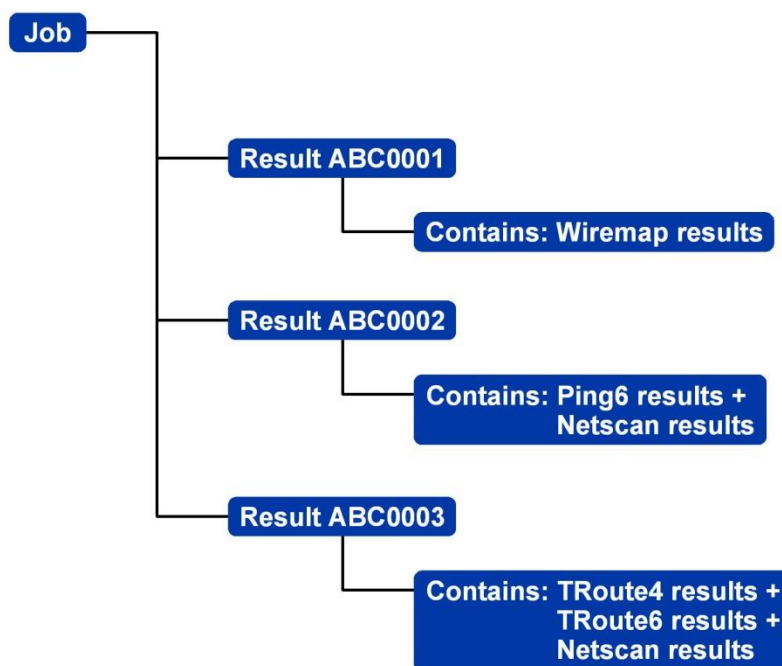 Job
Result ABC0001
Contains: Wiremap results
Result ABC0002
Contains: Ping6 results +
Netscan results
Result ABC0003
Contains: TRoute4 results +
TRoute6 results +
Netscan results